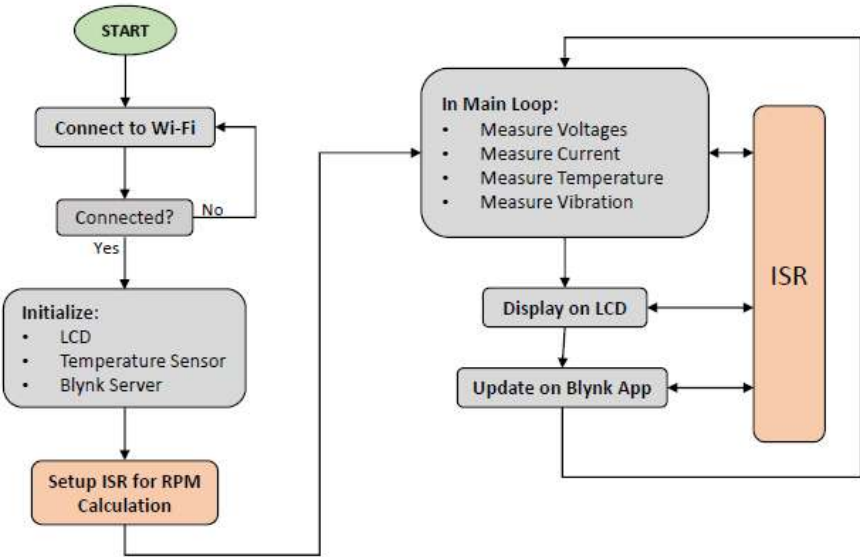 START
Connect to Wi-Fi
Connected?
No
Yes
Initialize:
• LCD
• Temperature Sensor
• Blynk Server
Setup ISR for RPM
Calculation
In Main Loop:
• Measure Voltages
• Measure Current
• Measure Temperature
• Measure Vibration
Display on LCD
Update on Blynk App
ISR